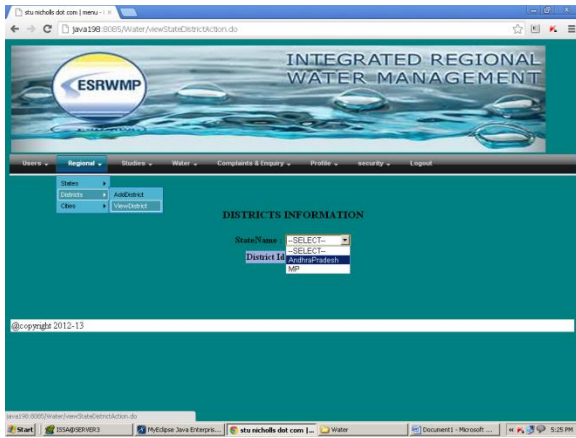 stu nicholls dot com | menu -
java198:8085/Water/viewStateDistrictAction.do
ESRWMP
INTEGRATED REGIONAL
WATER MANAGEMENT
Users
Regional
Studies
Water
Complaints & Enquiry
Profile
security
Logout
States
Districts
Cities
AddDistrict
ViewDistrict
DISTRICTS INFORMATION
StateName :
--SELECT--
--SELECT--
AndhraPradesh
MP
District Id
@copyright 2012-13
java198:8085/Water/viewStateDistrictAction.do
Start
ISSA@SERVER3
MyEclipse Java Enterpris...
stu nicholls dot com |...
Water
Document1 - Microsoft ...
5:25 PM